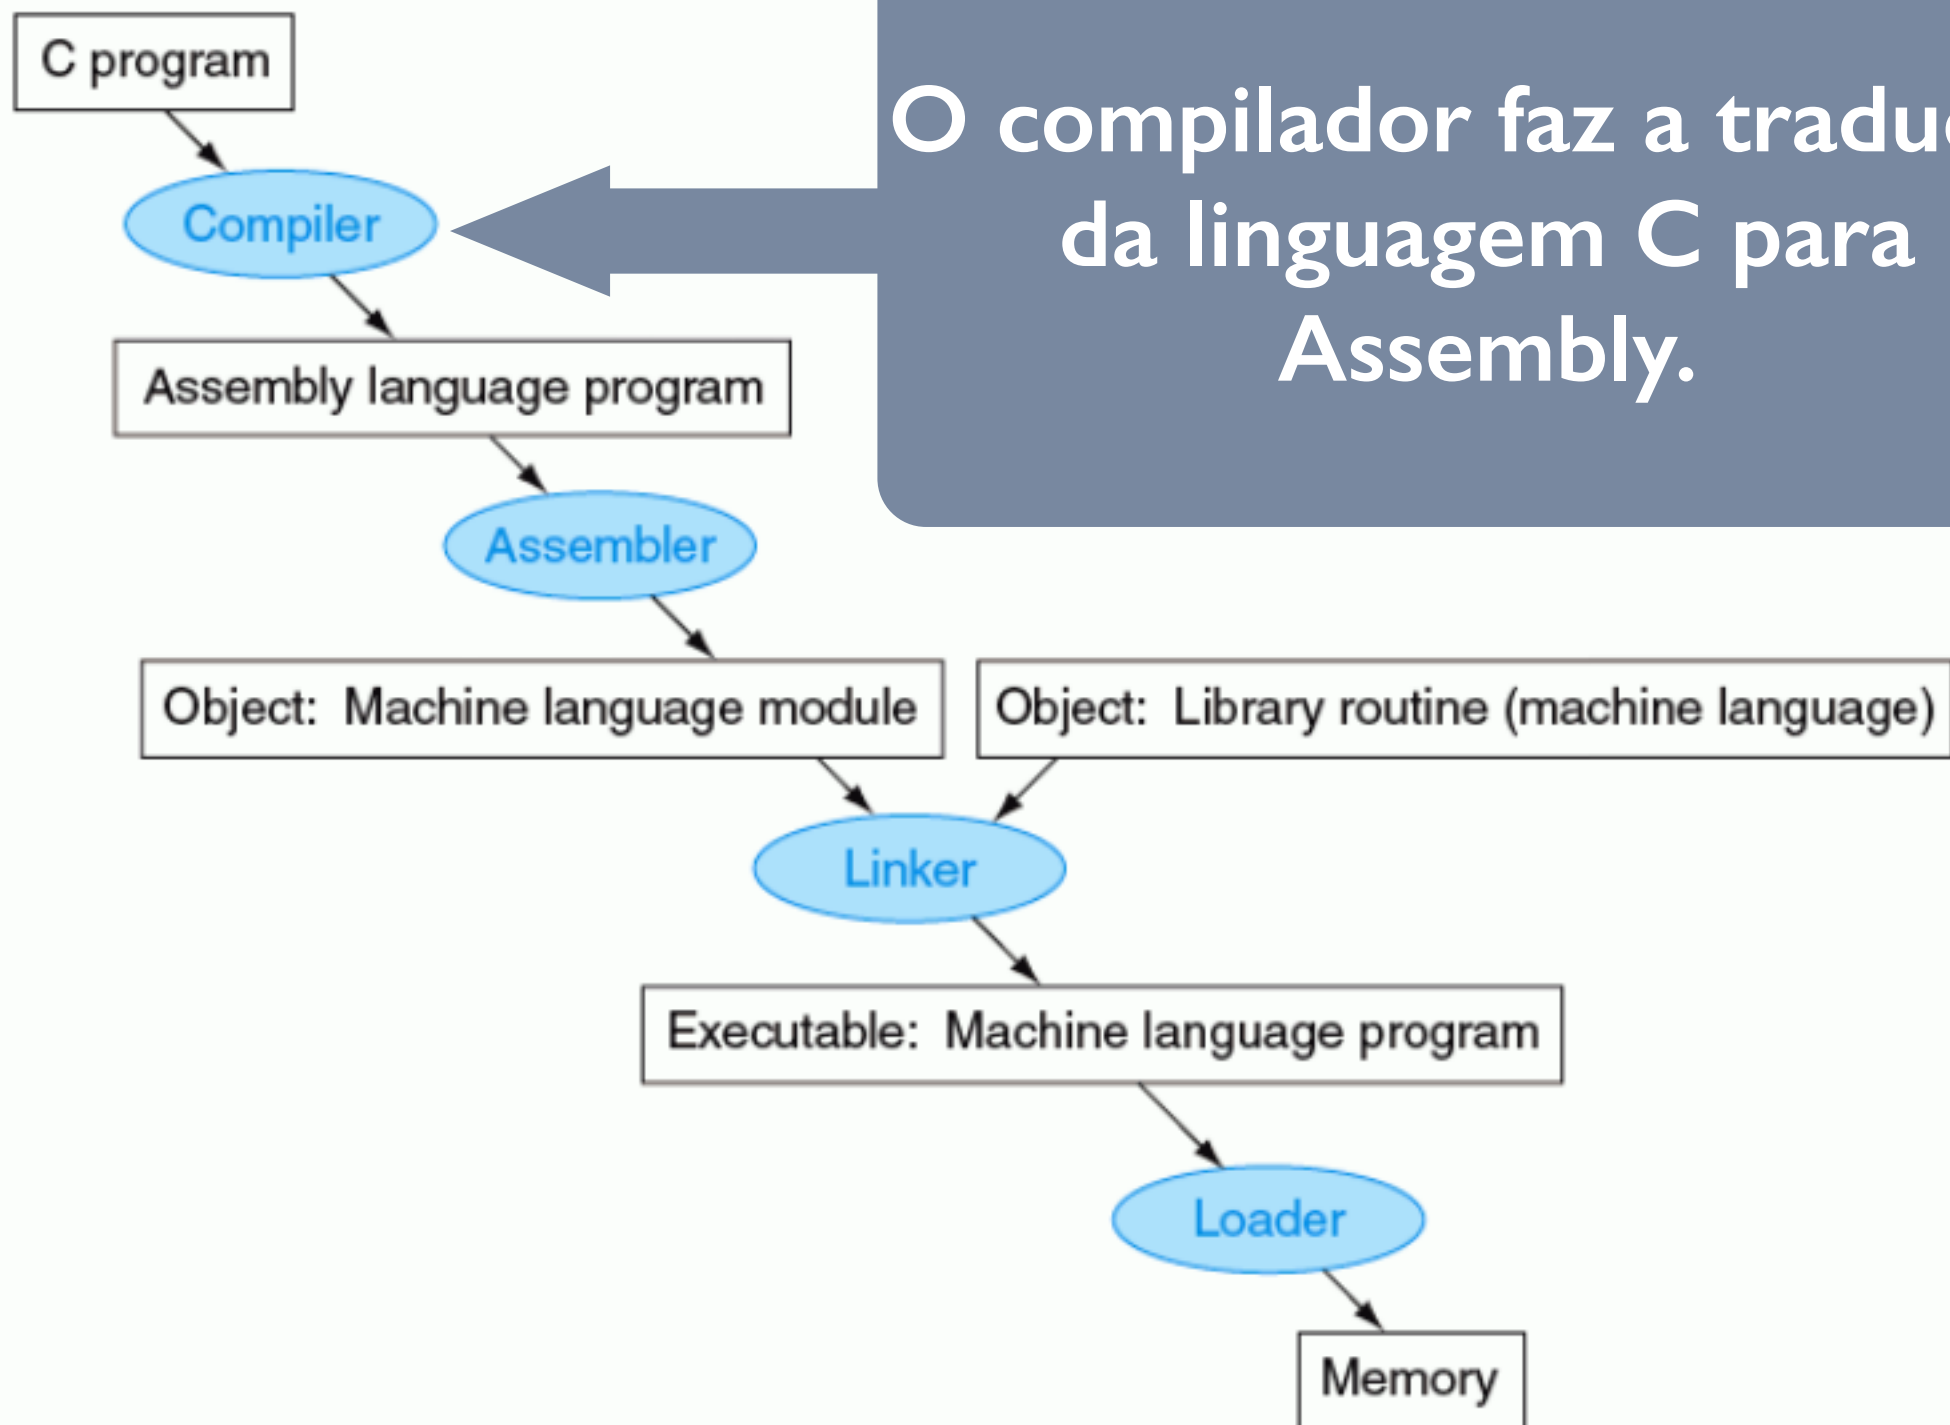 C program
O compilador faz a
da linguagem C para
Assembly.
Compiler
Assembly language program
Assembler
Object: Machine language module
Object: Library routine (machine language)
Linker
Executable: Machine language program
Loader
Memory